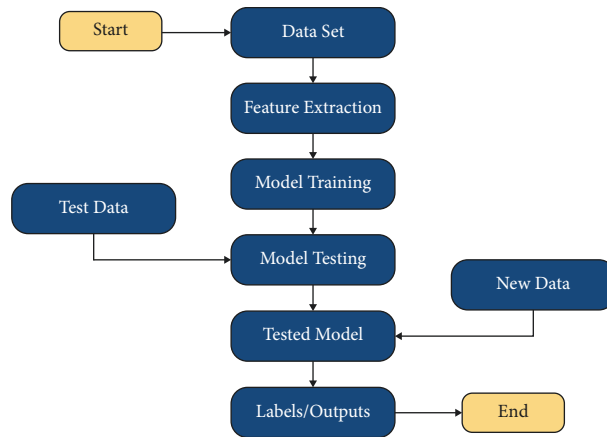 Start
Data Set
Feature Extraction
Model Training
Test Data
Model Testing
New Data
Tested Model
Labels/Outputs
End